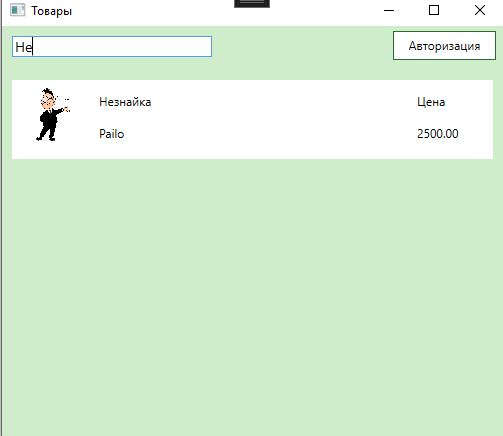 Товары
Не
Авторизация
Незнайка
Цена
Pailo
2500.00